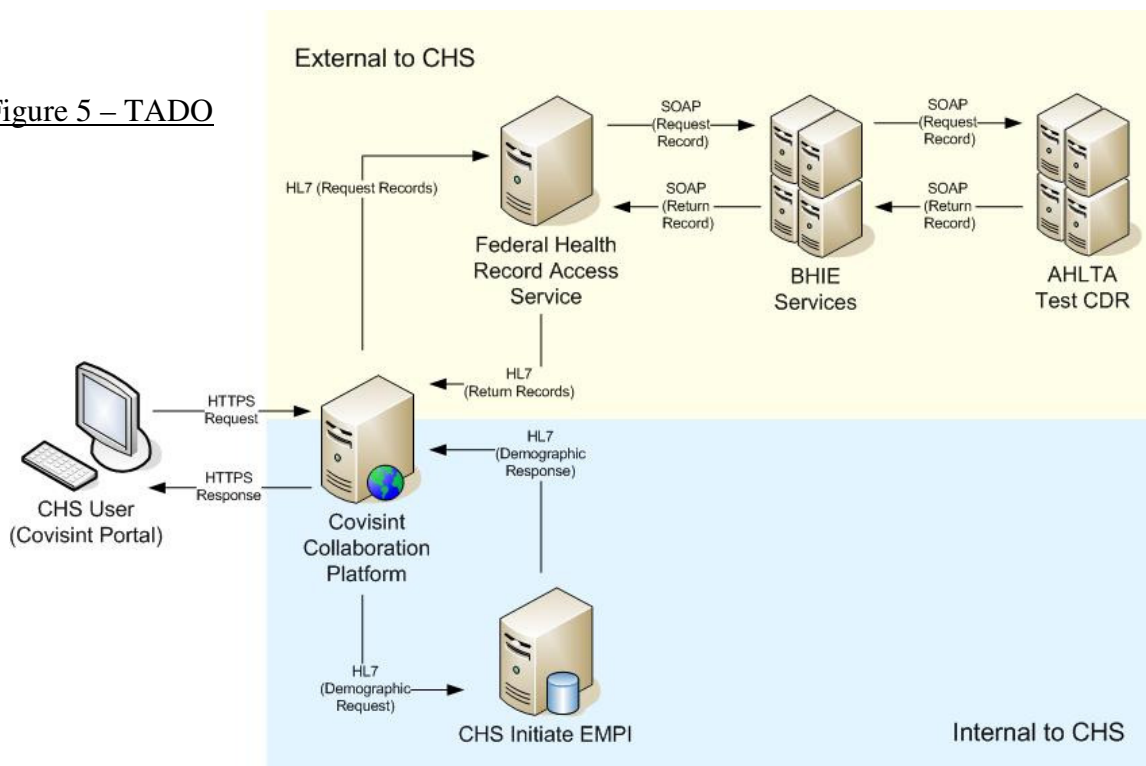 External to CHS
Figure 5 – TADO
SOAP
(Request
Record)
SOAP
(Request
Record)
HL7 (Request Records)
SOAP
(Return
Record)
SOAP
(Return
Record)
Federal Health
Record Access
Service
BHIE
Services
AHLTA
Test CDR
HL7
(Return Records)
HTTPS
Request
HL7
(Demographic
Response)
HTTPS
Response
CHS User
(Covisint Portal)
Covisint
Collaboration
Platform
HL7
(Demographic
Request)
CHS Initiate EMPI
Internal to CHS